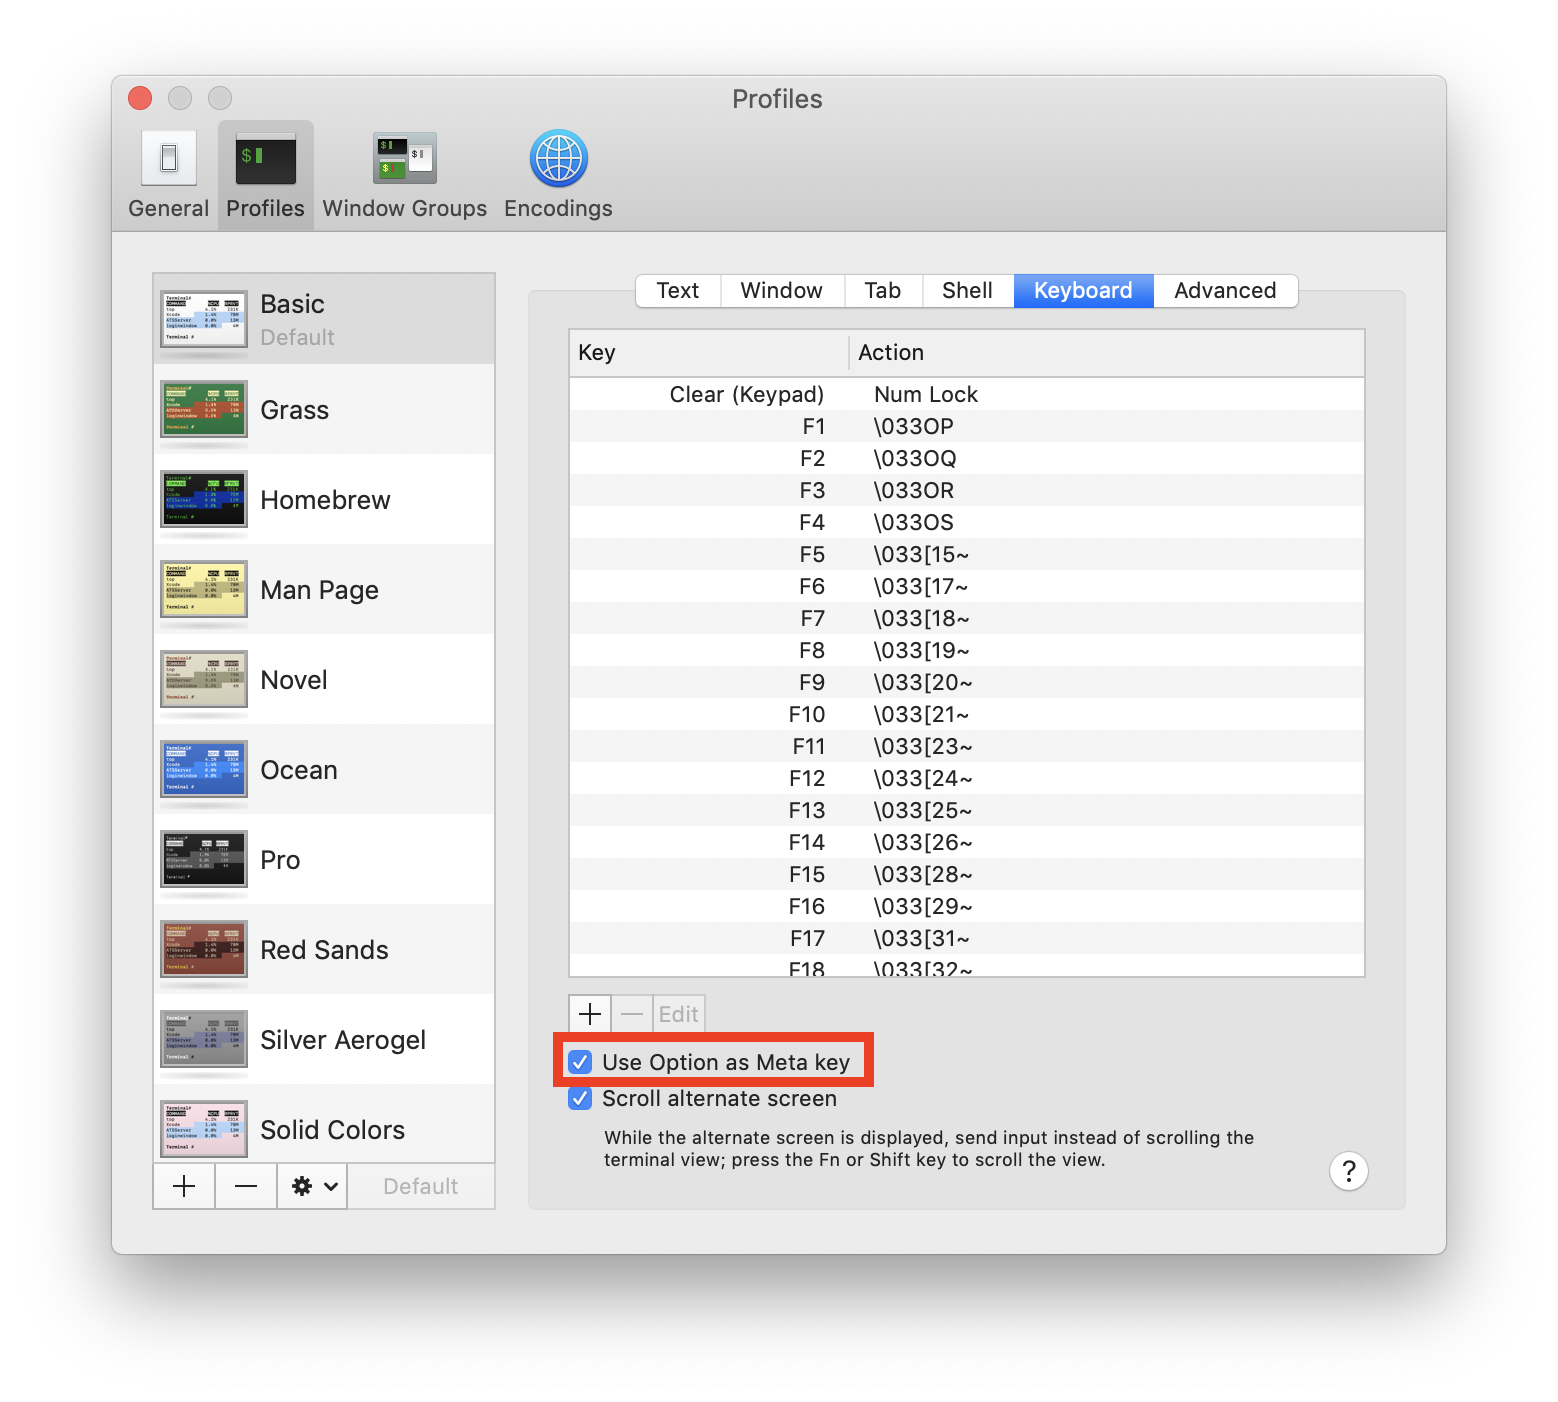 Profiles
General
Profiles
Window Groups
Encodings
Basic
Default
Grass
Homebrew
Man Page
Novel
Ocean
Pro
Red Sands
Silver Aerogel
Solid Colors
Default
Text
Window
Tab
Shell
Keyboard
Advanced
Key Action
Clear (Keypad) Num Lock
F1 \033OP
F2 \033OQ
F3 \033OR
F4 \033OS
F5 \033[15~
F6 \033[17~
F7 \033[18~
F8 \033[19~
F9 \033[20~
F10 \033[21~
F11 \033[23~
F12 \033[24~
F13 \033[25~
F14 \033[26~
F15 \033[28~
F16 \033[29~
F17 \033[31~
F18 \033[32~
Edit
Use Option as Meta key
Scroll alternate screen
While the alternate screen is displayed, send input instead of scrolling the
terminal view; press the Fn or Shift key to scroll the view.
?